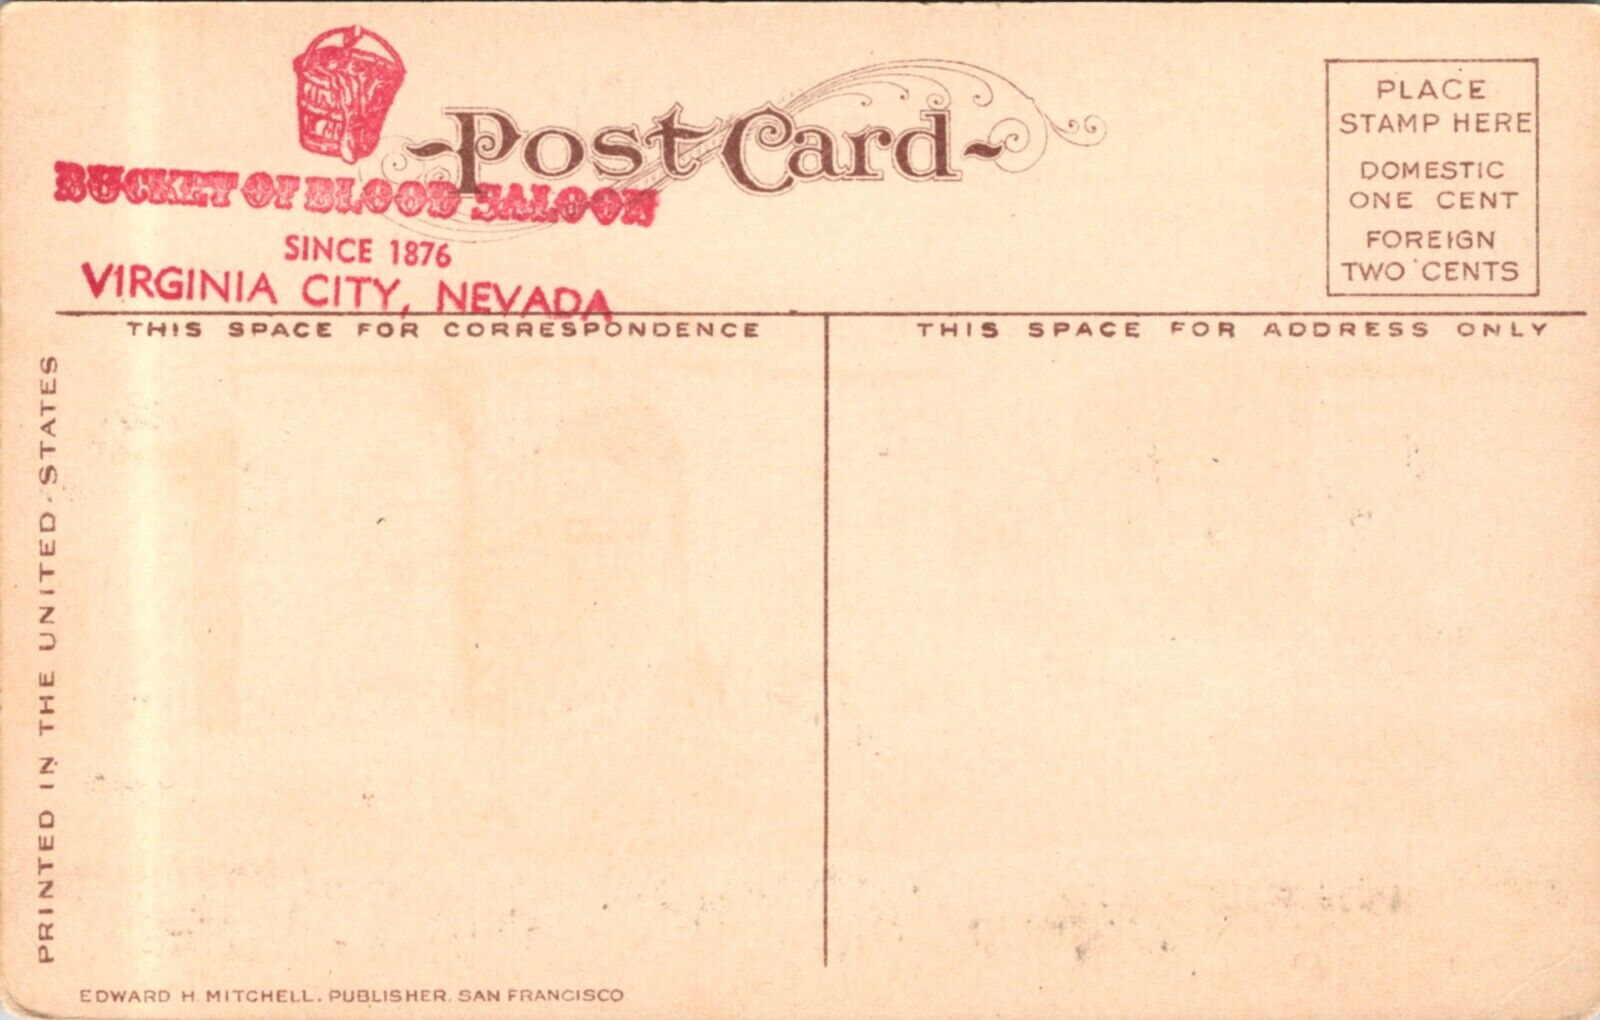 BUCKET OF BLOOD SALOON
SINCE 1876
VIRGINIA CITY, NEVADA
Post Card
PLACE
STAMP HERE
DOMESTIC
ONE CENT
FOREIGN
TWO CENTS
THIS SPACE FOR CORRESPONDENCE
THIS SPACE FOR ADDRESS ONLY
PRINTED IN THE UNITED STATES
EDWARD H. MITCHELL. PUBLISHER. SAN FRANCISCO